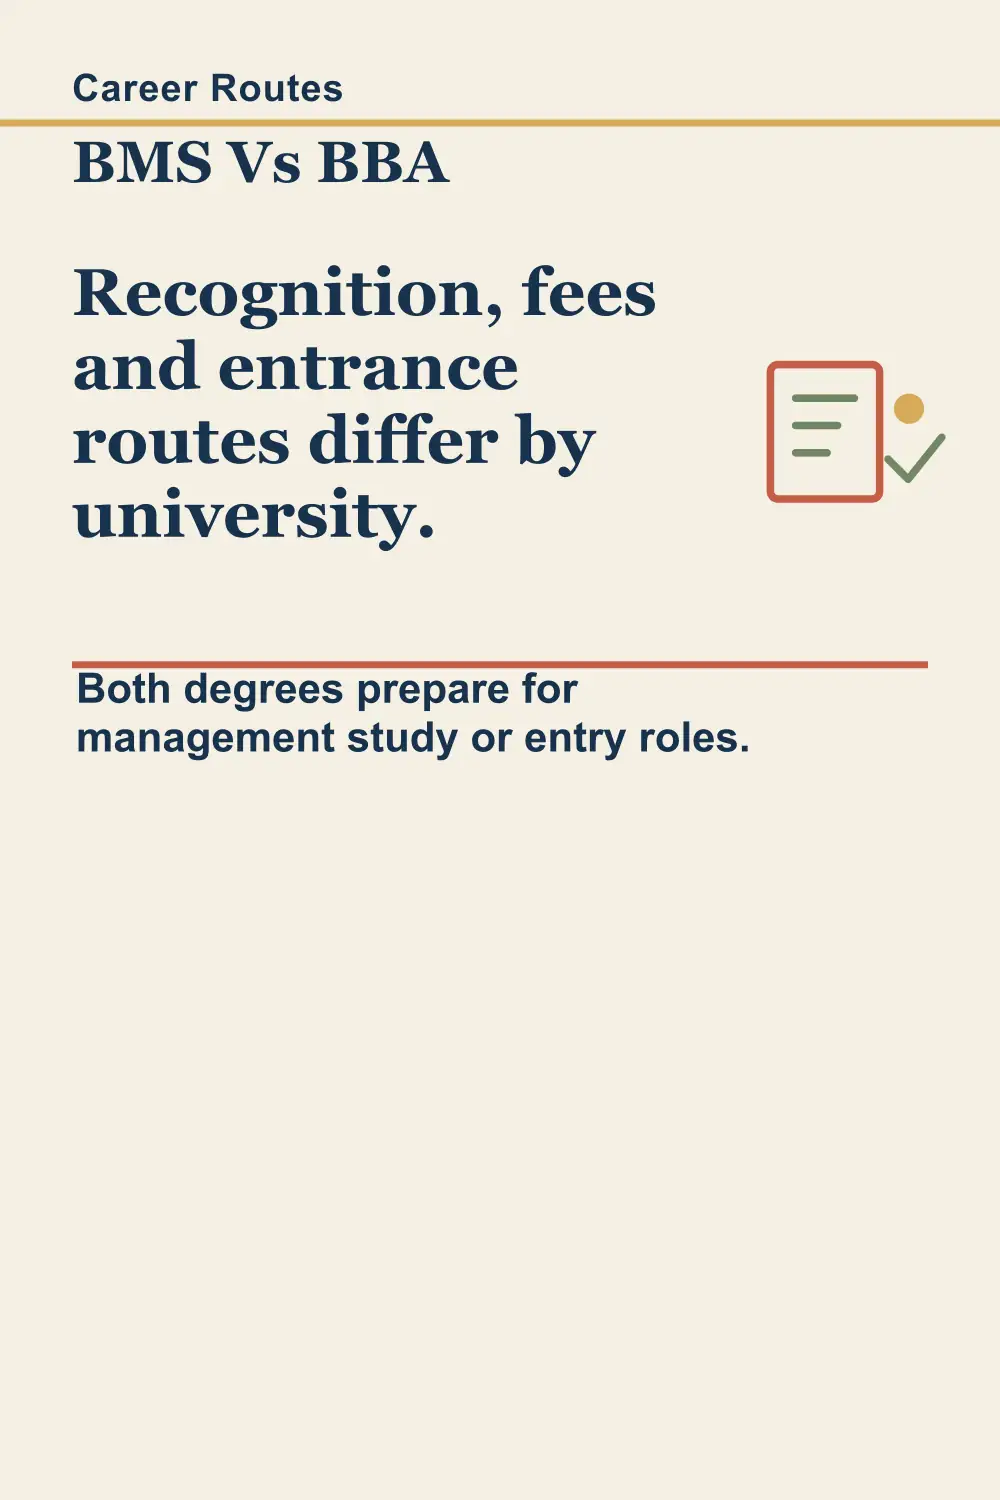 Career Routes
BMS Vs BBA
Recognition, fees
and entrance
routes differ by
university.
Both degrees prepare for
management study or entry roles.